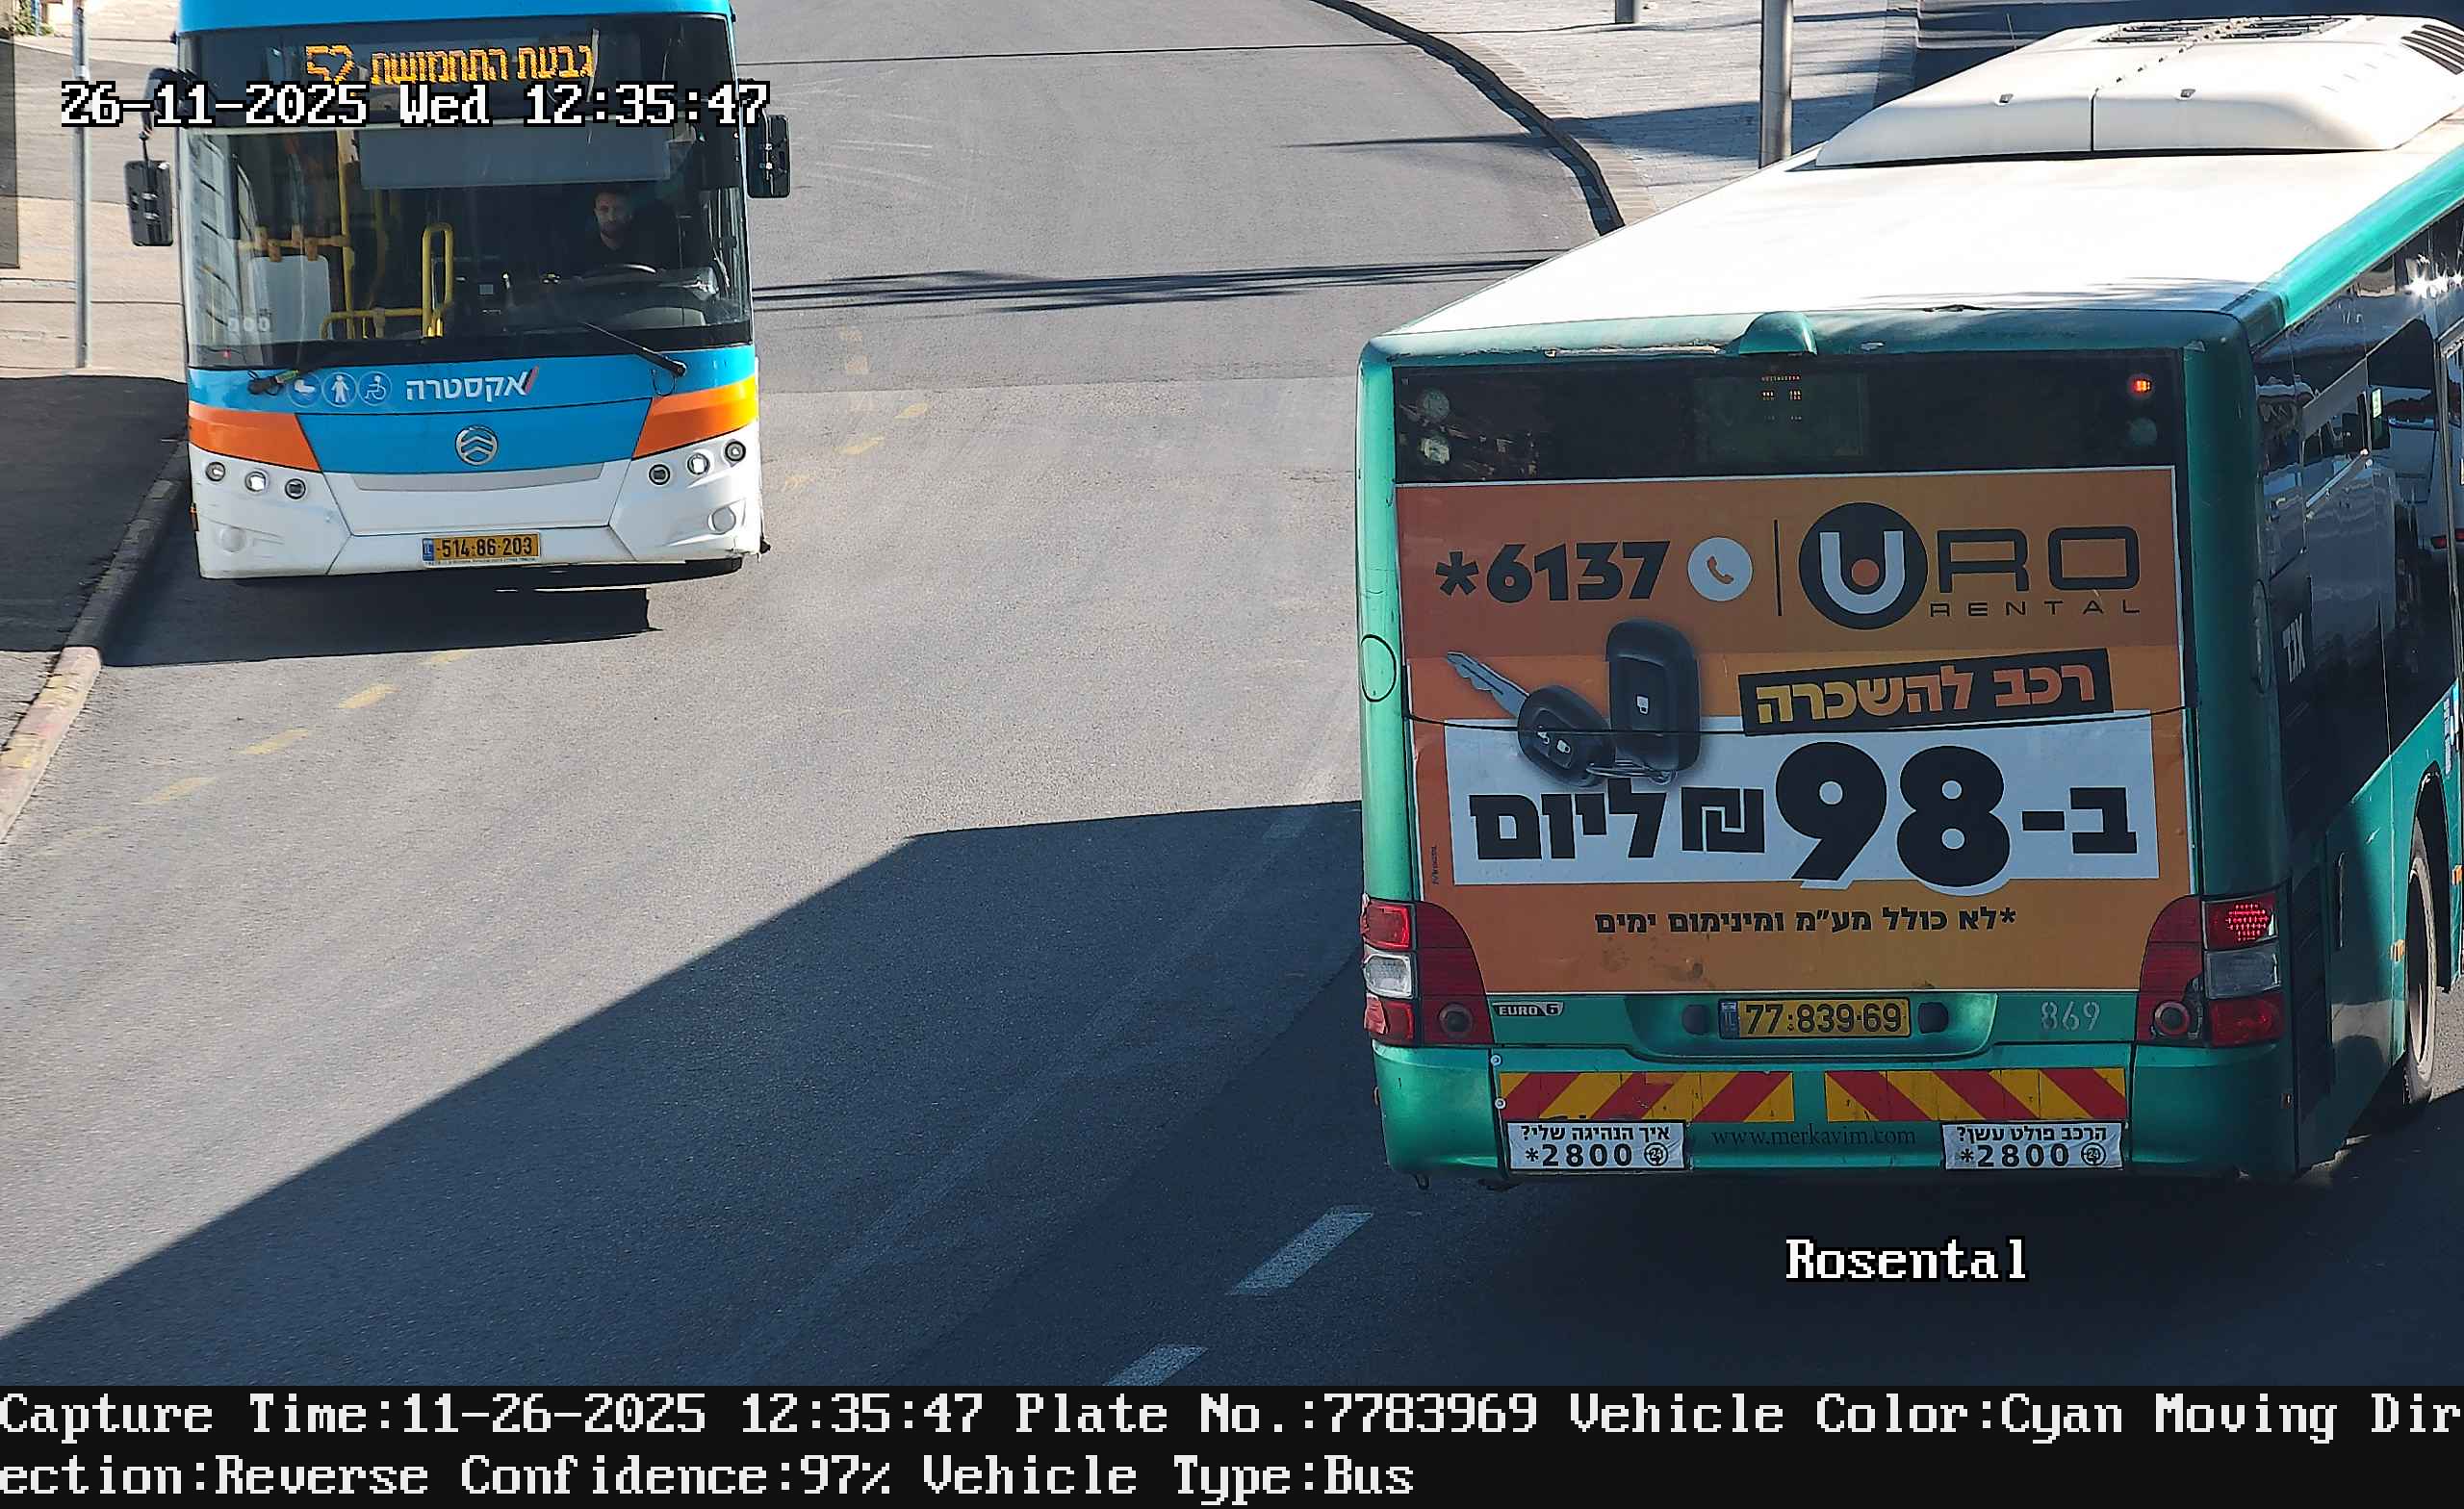 52 גבעת התחמושת
26-11-2025 Wed 12:35:47
אקסטרה
514-86-203
*6137 URO
RENTAL
רכב להשכרה
ב-98 ₪ ליום
*לא כולל מע"מ ומינימום ימים
EURO 6
77-839-69
869
איך הנהיגה שלי?
*2800
www.merkavim.com
הרכב פולט עשן?
*2800
Rosental
Capture Time:11-26-2025 12:35:47 Plate No.:7783969 Vehicle Color:Cyan Moving Dir
ection:Reverse Confidence:97% Vehicle Type:Bus